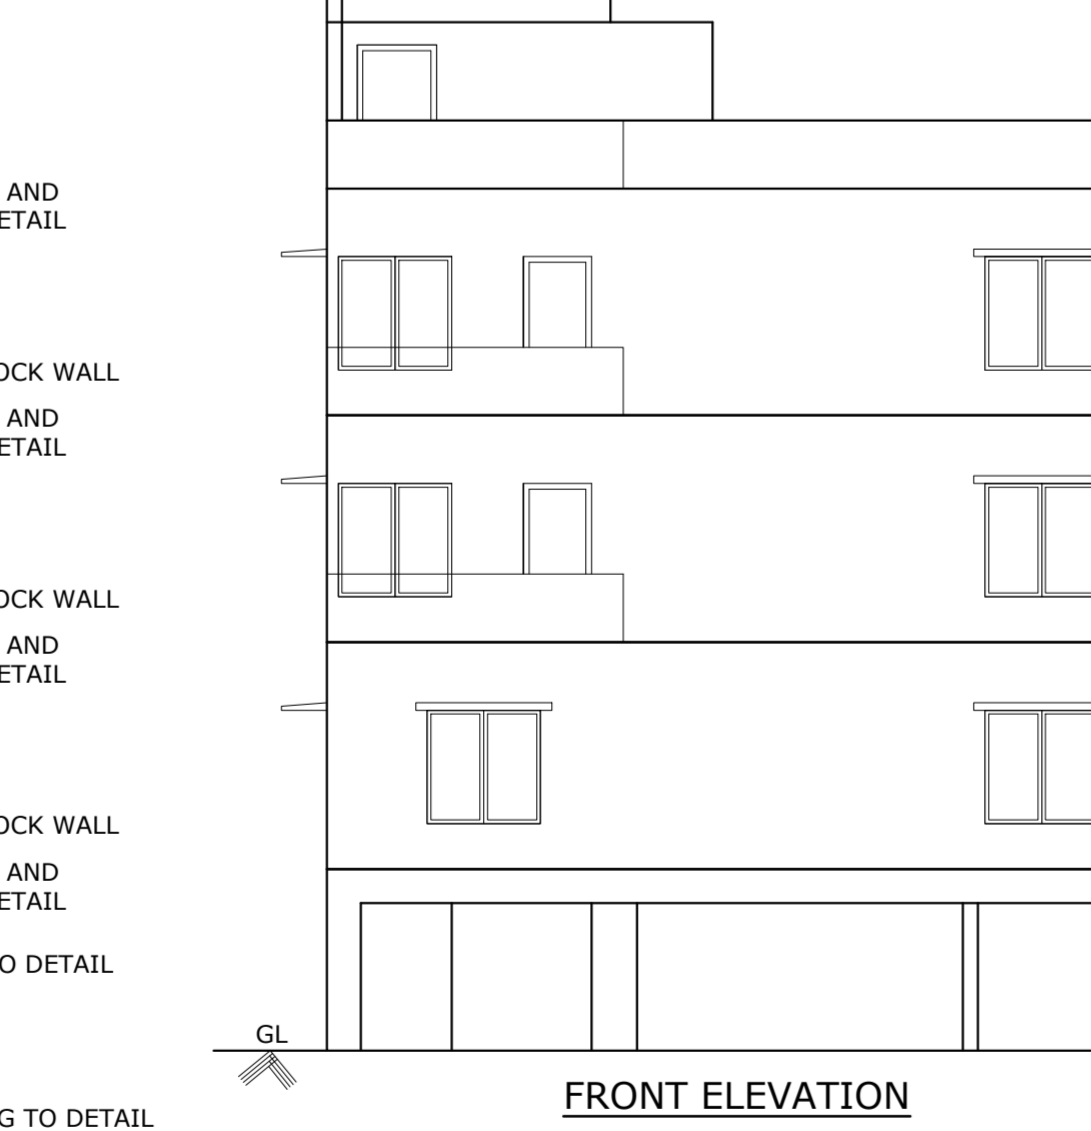 AND
ETAIL
OCK WALL
AND
ETAIL
OCK WALL
AND
ETAIL
OCK WALL
AND
ETAIL
O DETAIL
GL
FRONT ELEVATION
G TO DETAIL